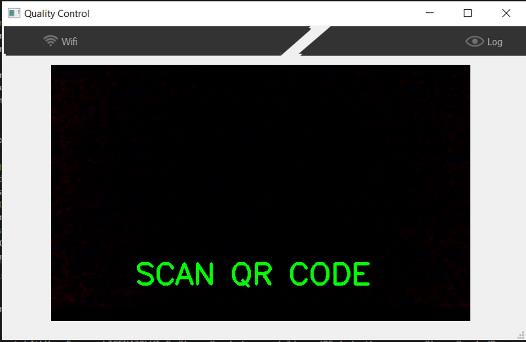 Quality Control
Wifi
Log
SCAN QR CODE